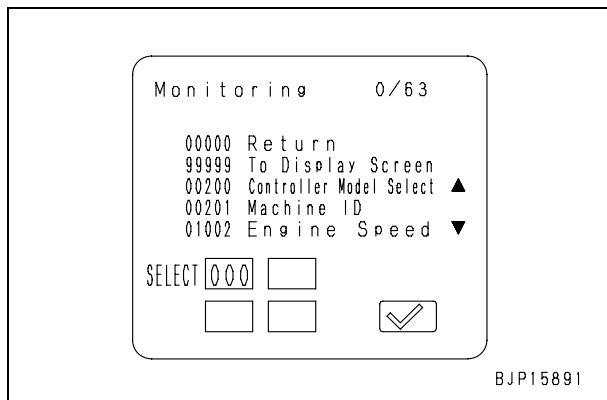 Monitoring 0/63
00000 Return
99999 To Display Screen
00200 Controller Model Select ▲
00201 Machine ID
01002 Engine Speed ▼
SELECT 000
BJP15891